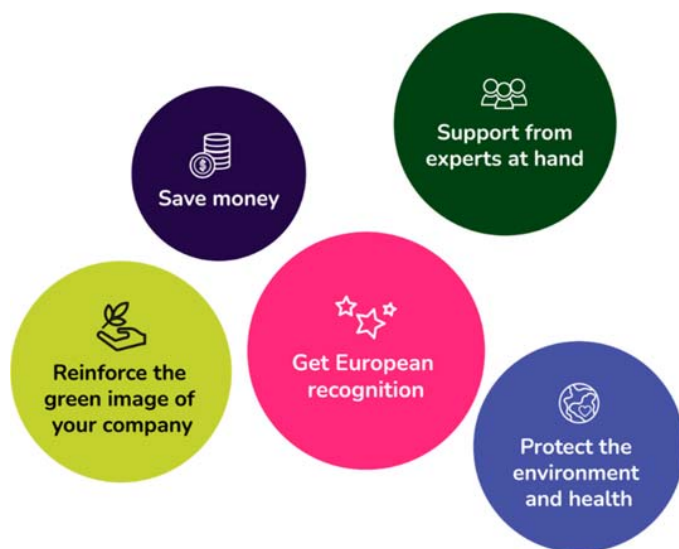 Support from
experts at hand
Save money
Get European
recognition
Reinforce the
green image of
your company
Protect the
environment
and health